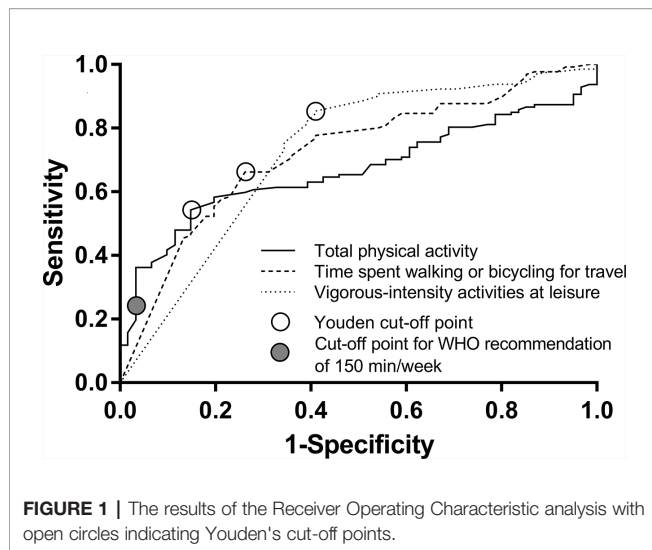 1.0
0.8
0.6
0.4
0.2
0.0
Sensitivity
Total physical activity
Time spent walking or bicycling for travel
Vigorous-intensity activities at leisure
Youden cut-off point
Cut-off point for WHO recommendation
of 150 min/week
0.0 0.2 0.4 0.6 0.8 1.0
1-Specificity
FIGURE 1 | The results of the Receiver Operating Characteristic analysis with
open circles indicating Youden's cut-off points.